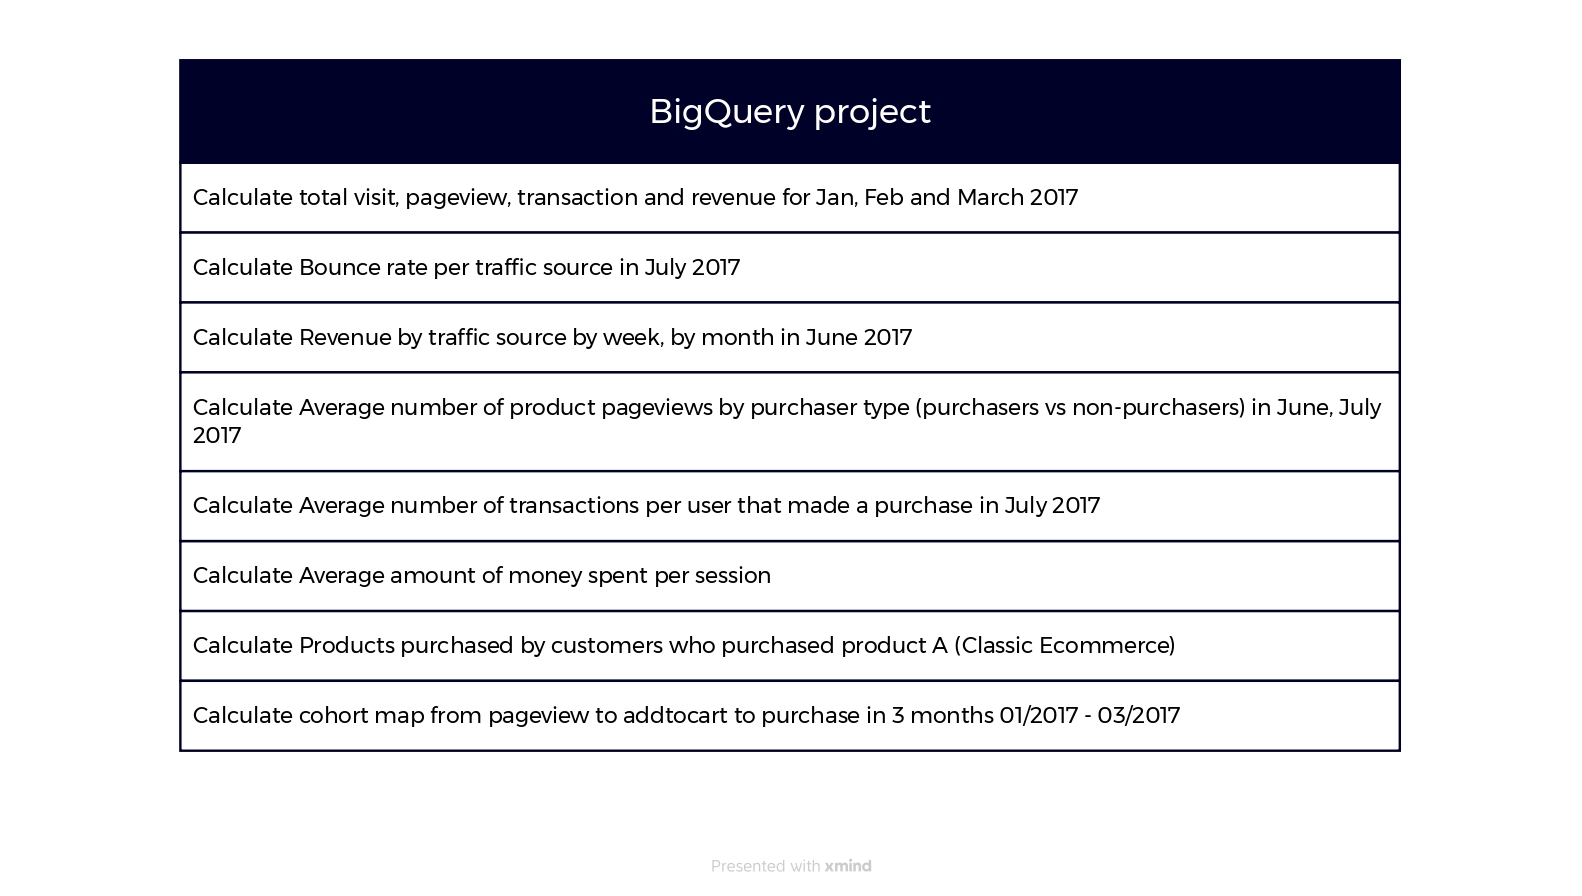 BigQuery project
Calculate total visit, pageview, transaction and revenue for Jan, Feb and March 2017
Calculate Bounce rate per traffic source in July 2017
Calculate Revenue by traffic source by week, by month in June 2017
Calculate Average number of product pageviews by purchaser type (purchasers vs non-purchasers) in June, July
2017
Calculate Average number of transactions per user that made a purchase in July 2017
Calculate Average amount of money spent per session
Calculate Products purchased by customers who purchased product A (Classic Ecommerce)
Calculate cohort map from pageview to addtocart to purchase in 3 months 01/2017 - 03/2017
Presented with xmind